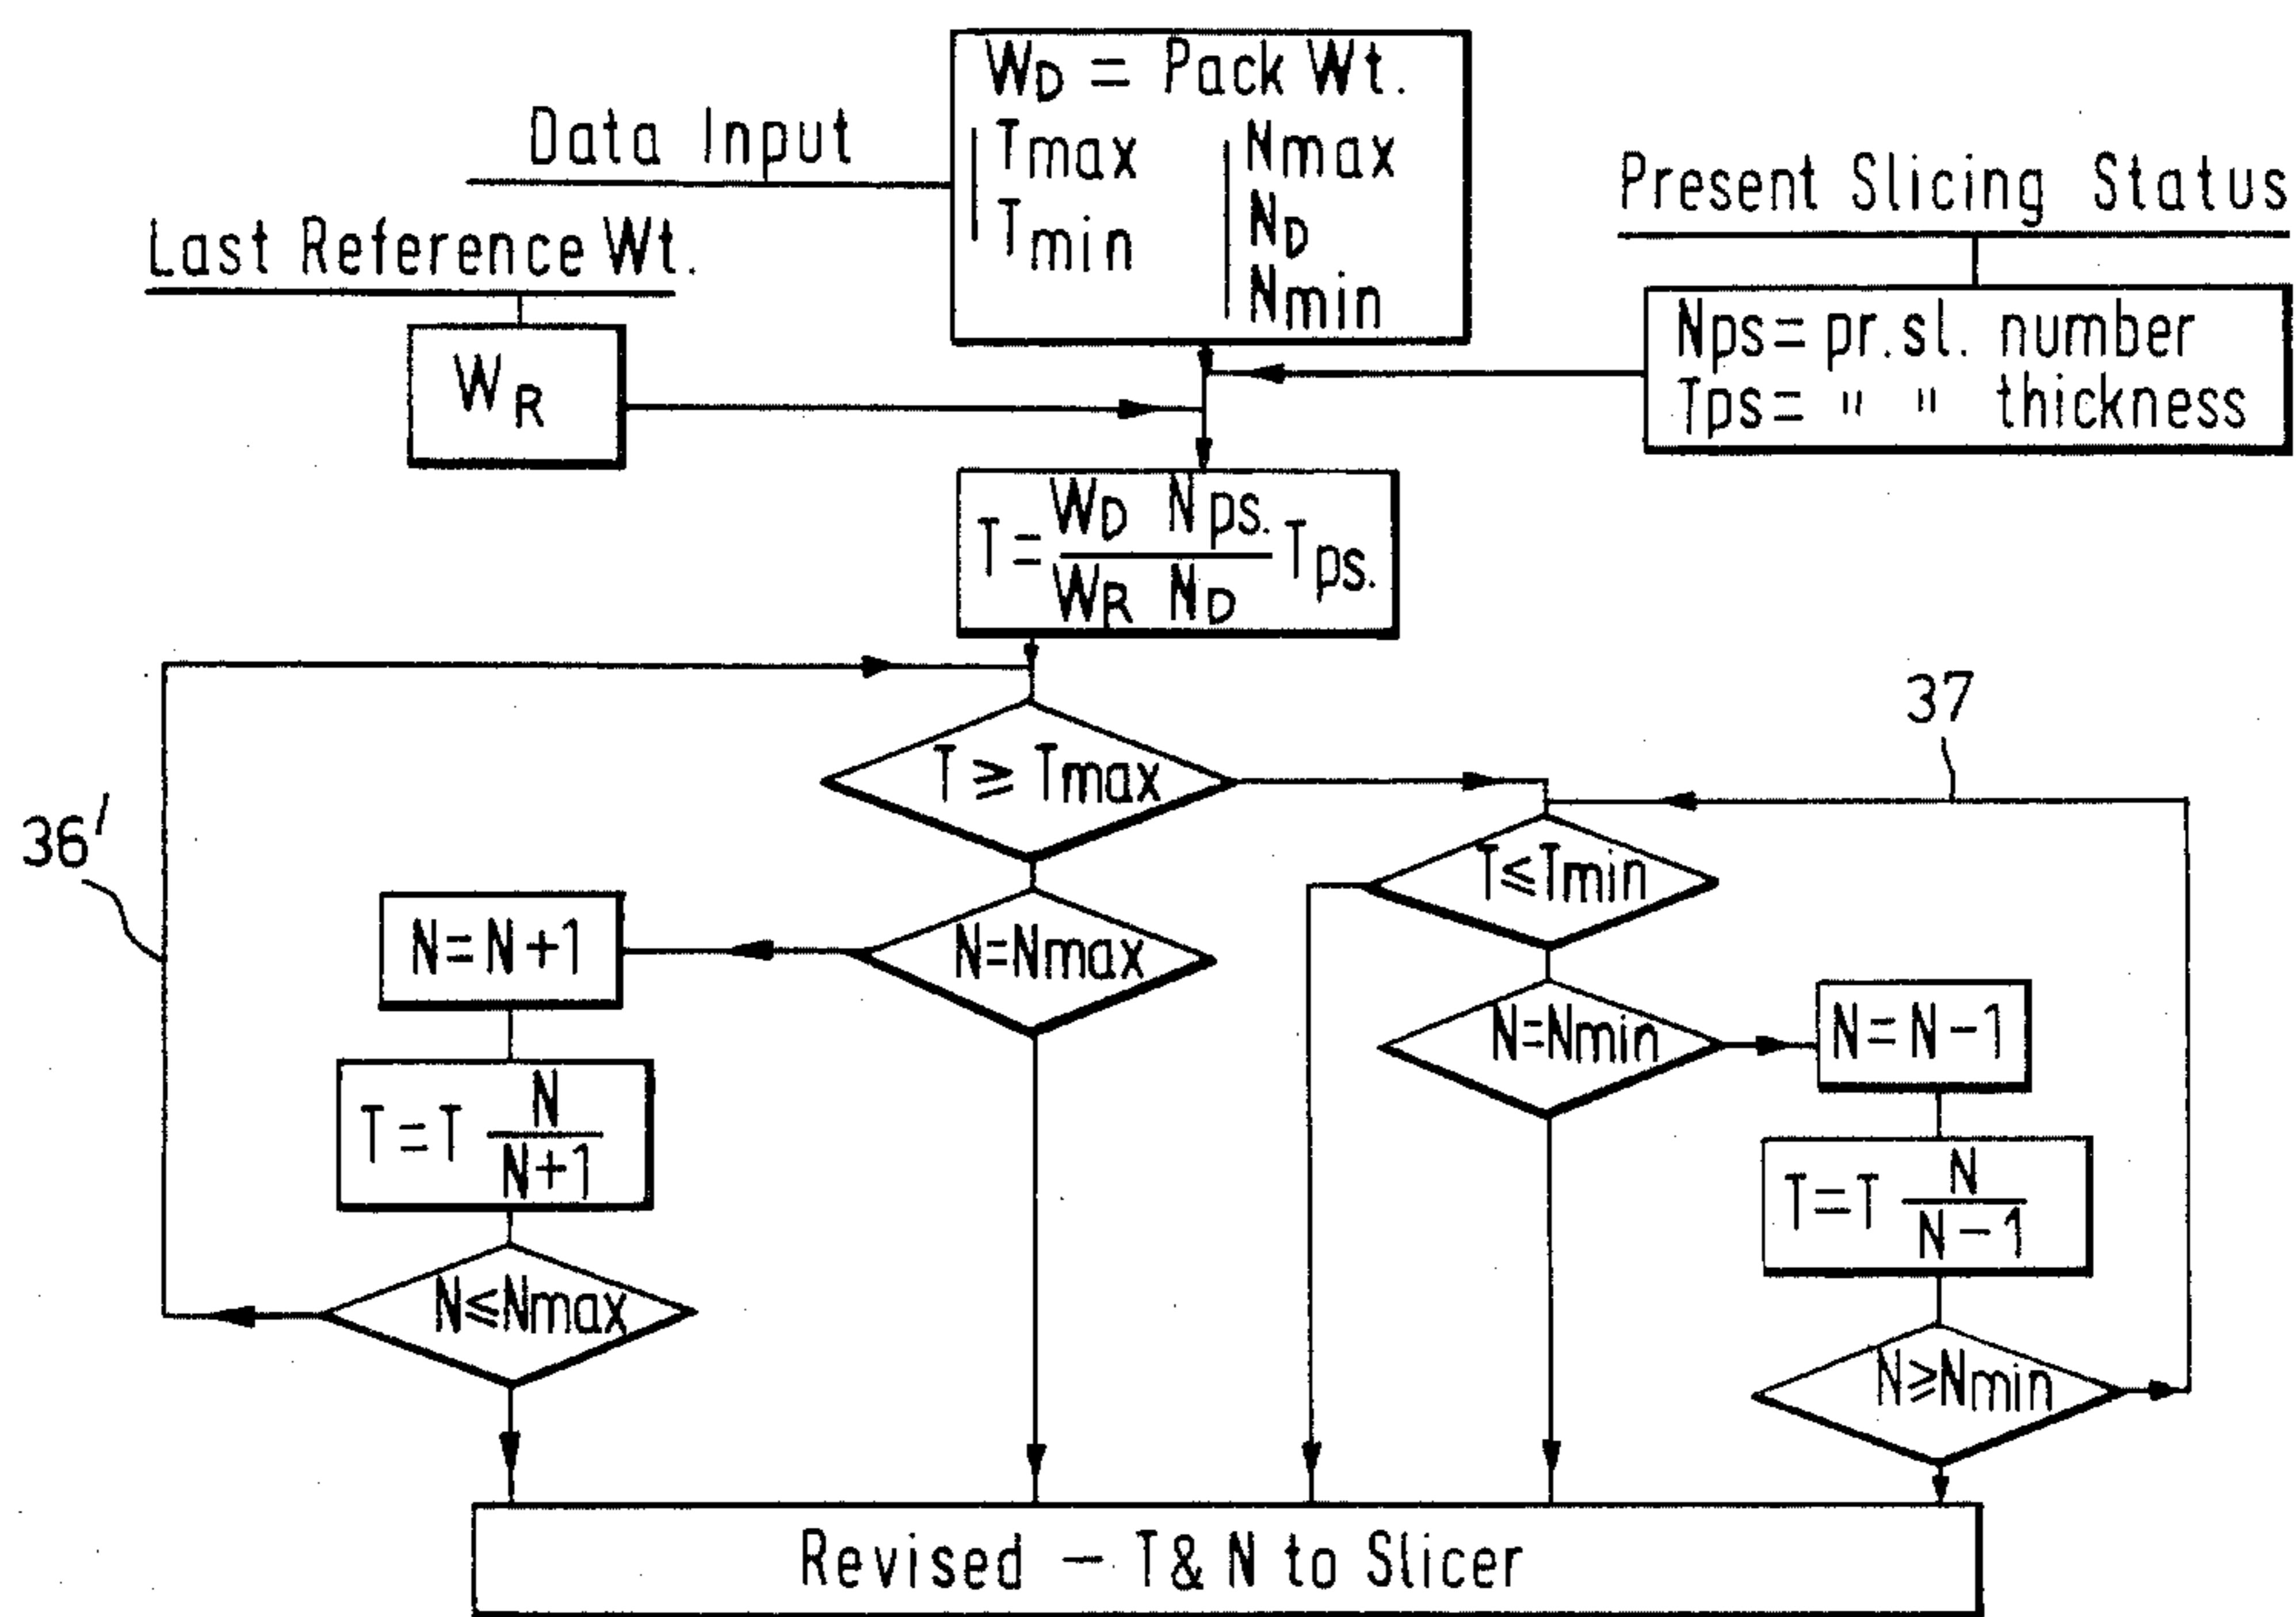 Data Input
W_D = Pack Wt.
Tmax
Tmin
Nmax
N_D
Nmin
Last Reference Wt.
W_R
Present Slicing Status
Nps = pr. sl. number
Tps = " " thickness
T = W_D Nps. / W_R N_D Tps.
T ≥ Tmax
N=Nmax
N=N+1
T=T N / N+1
N≤Nmax
36'
37
T≤Tmin
N=Nmin
N=N-1
T=T N / N-1
N≥Nmin
Revised — T & N to Slicer